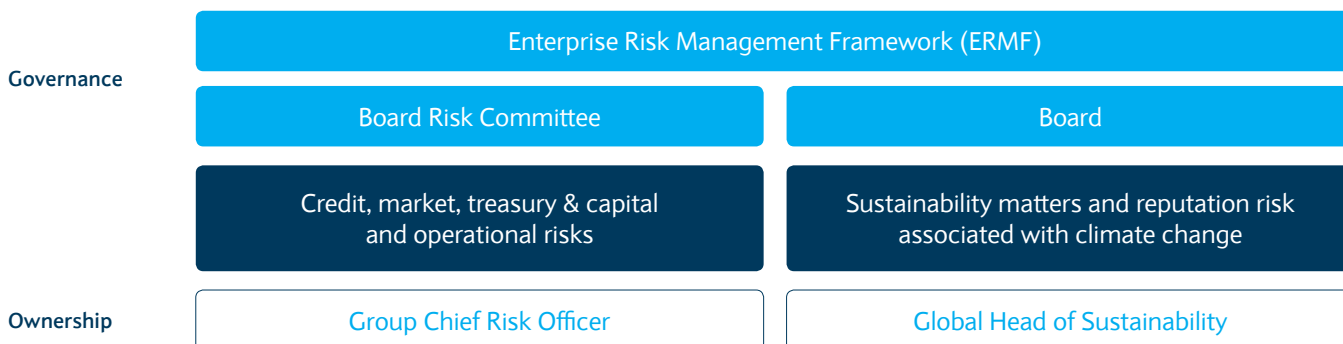 Enterprise Risk Management Framework (ERMF)
Governance
Board Risk Committee
Board
Credit, market, treasury & capital
and operational risks
Sustainability matters and reputation risk
associated with climate change
Ownership
Group Chief Risk Officer
Global Head of Sustainability